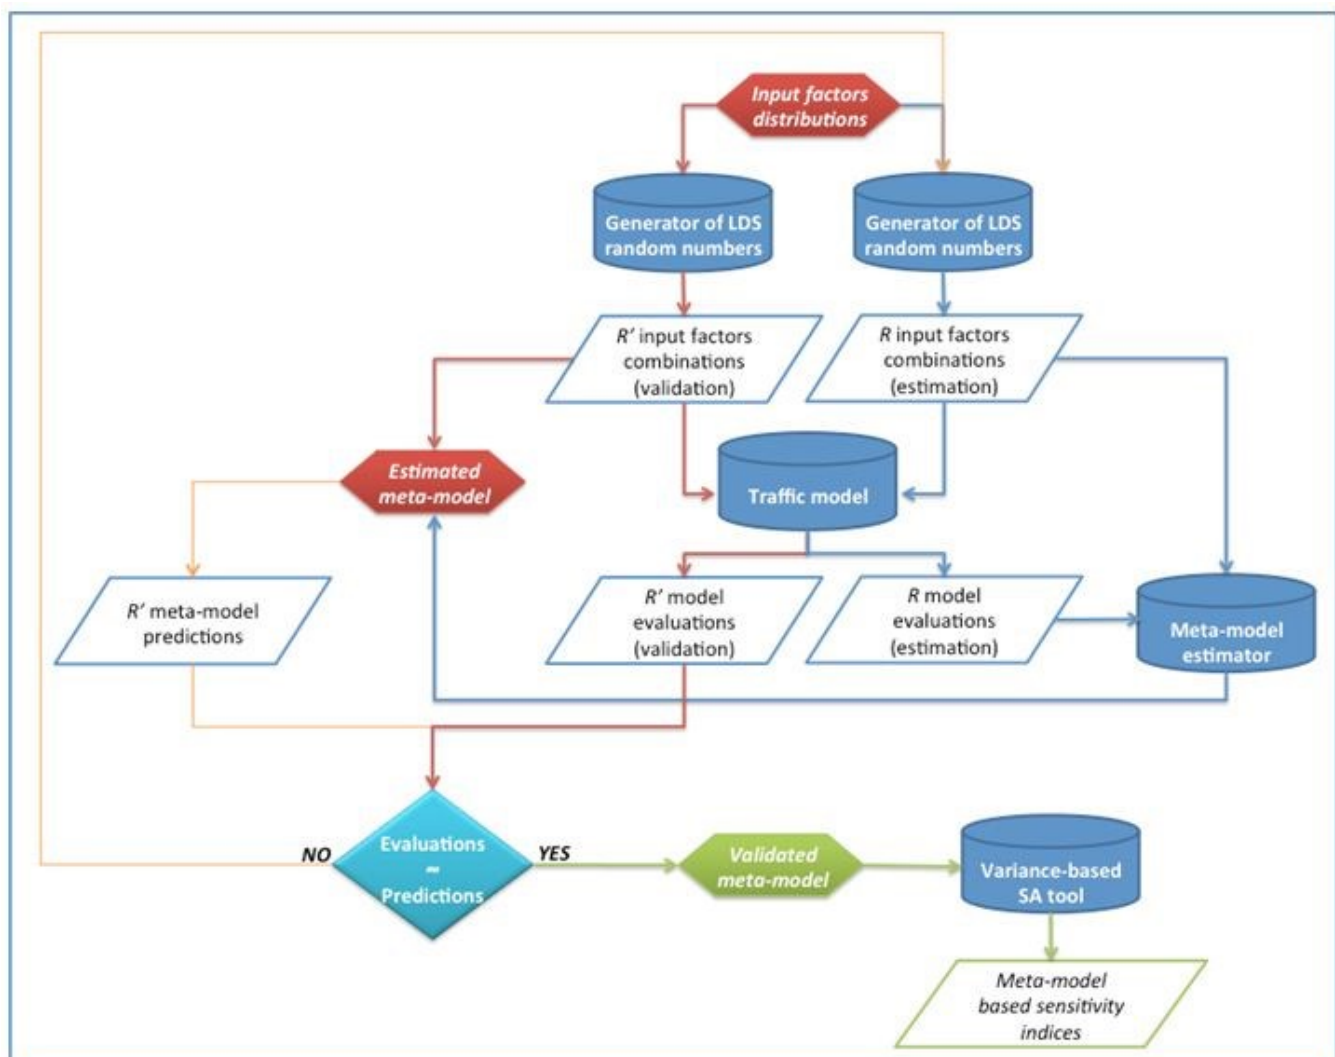 Input factors
distributions
Generator of LDS
random numbers
Generator of LDS
random numbers
R' input factors
combinations
(validation)
R input factors
combinations
(estimation)
Estimated
meta-model
Traffic model
R' meta-model
predictions
R' model
evaluations
(validation)
R model
evaluations
(estimation)
Meta-model
estimator
NO
Evaluations
~
Predictions
YES
Validated
meta-model
Variance-based
SA tool
Meta-model
based sensitivity
indices